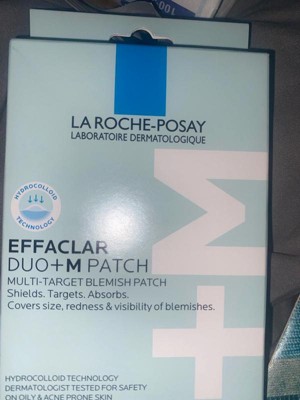 LA ROCHE-POSAY
LABORATOIRE DERMATOLOGIQUE
HYDROCOLLOID
TECHNOLOGY
EFFACLAR
DUO+M PATCH
MULTI-TARGET BLEMISH PATCH
Shields. Targets. Absorbs.
Covers size, redness & visibility of blemishes.
+M
HYDROCOLLOID TECHNOLOGY
DERMATOLOGIST TESTED FOR SAFETY
ON OILY & ACNE PRONE SKIN